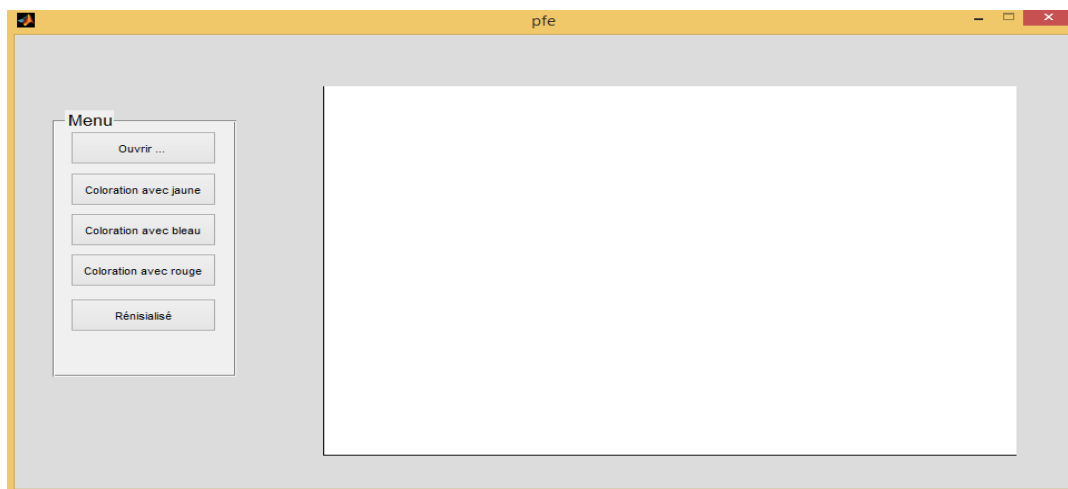 pfe
Menu
Ouvrir ...
Coloration avec jaune
Coloration avec bleau
Coloration avec rouge
Rénisialisé